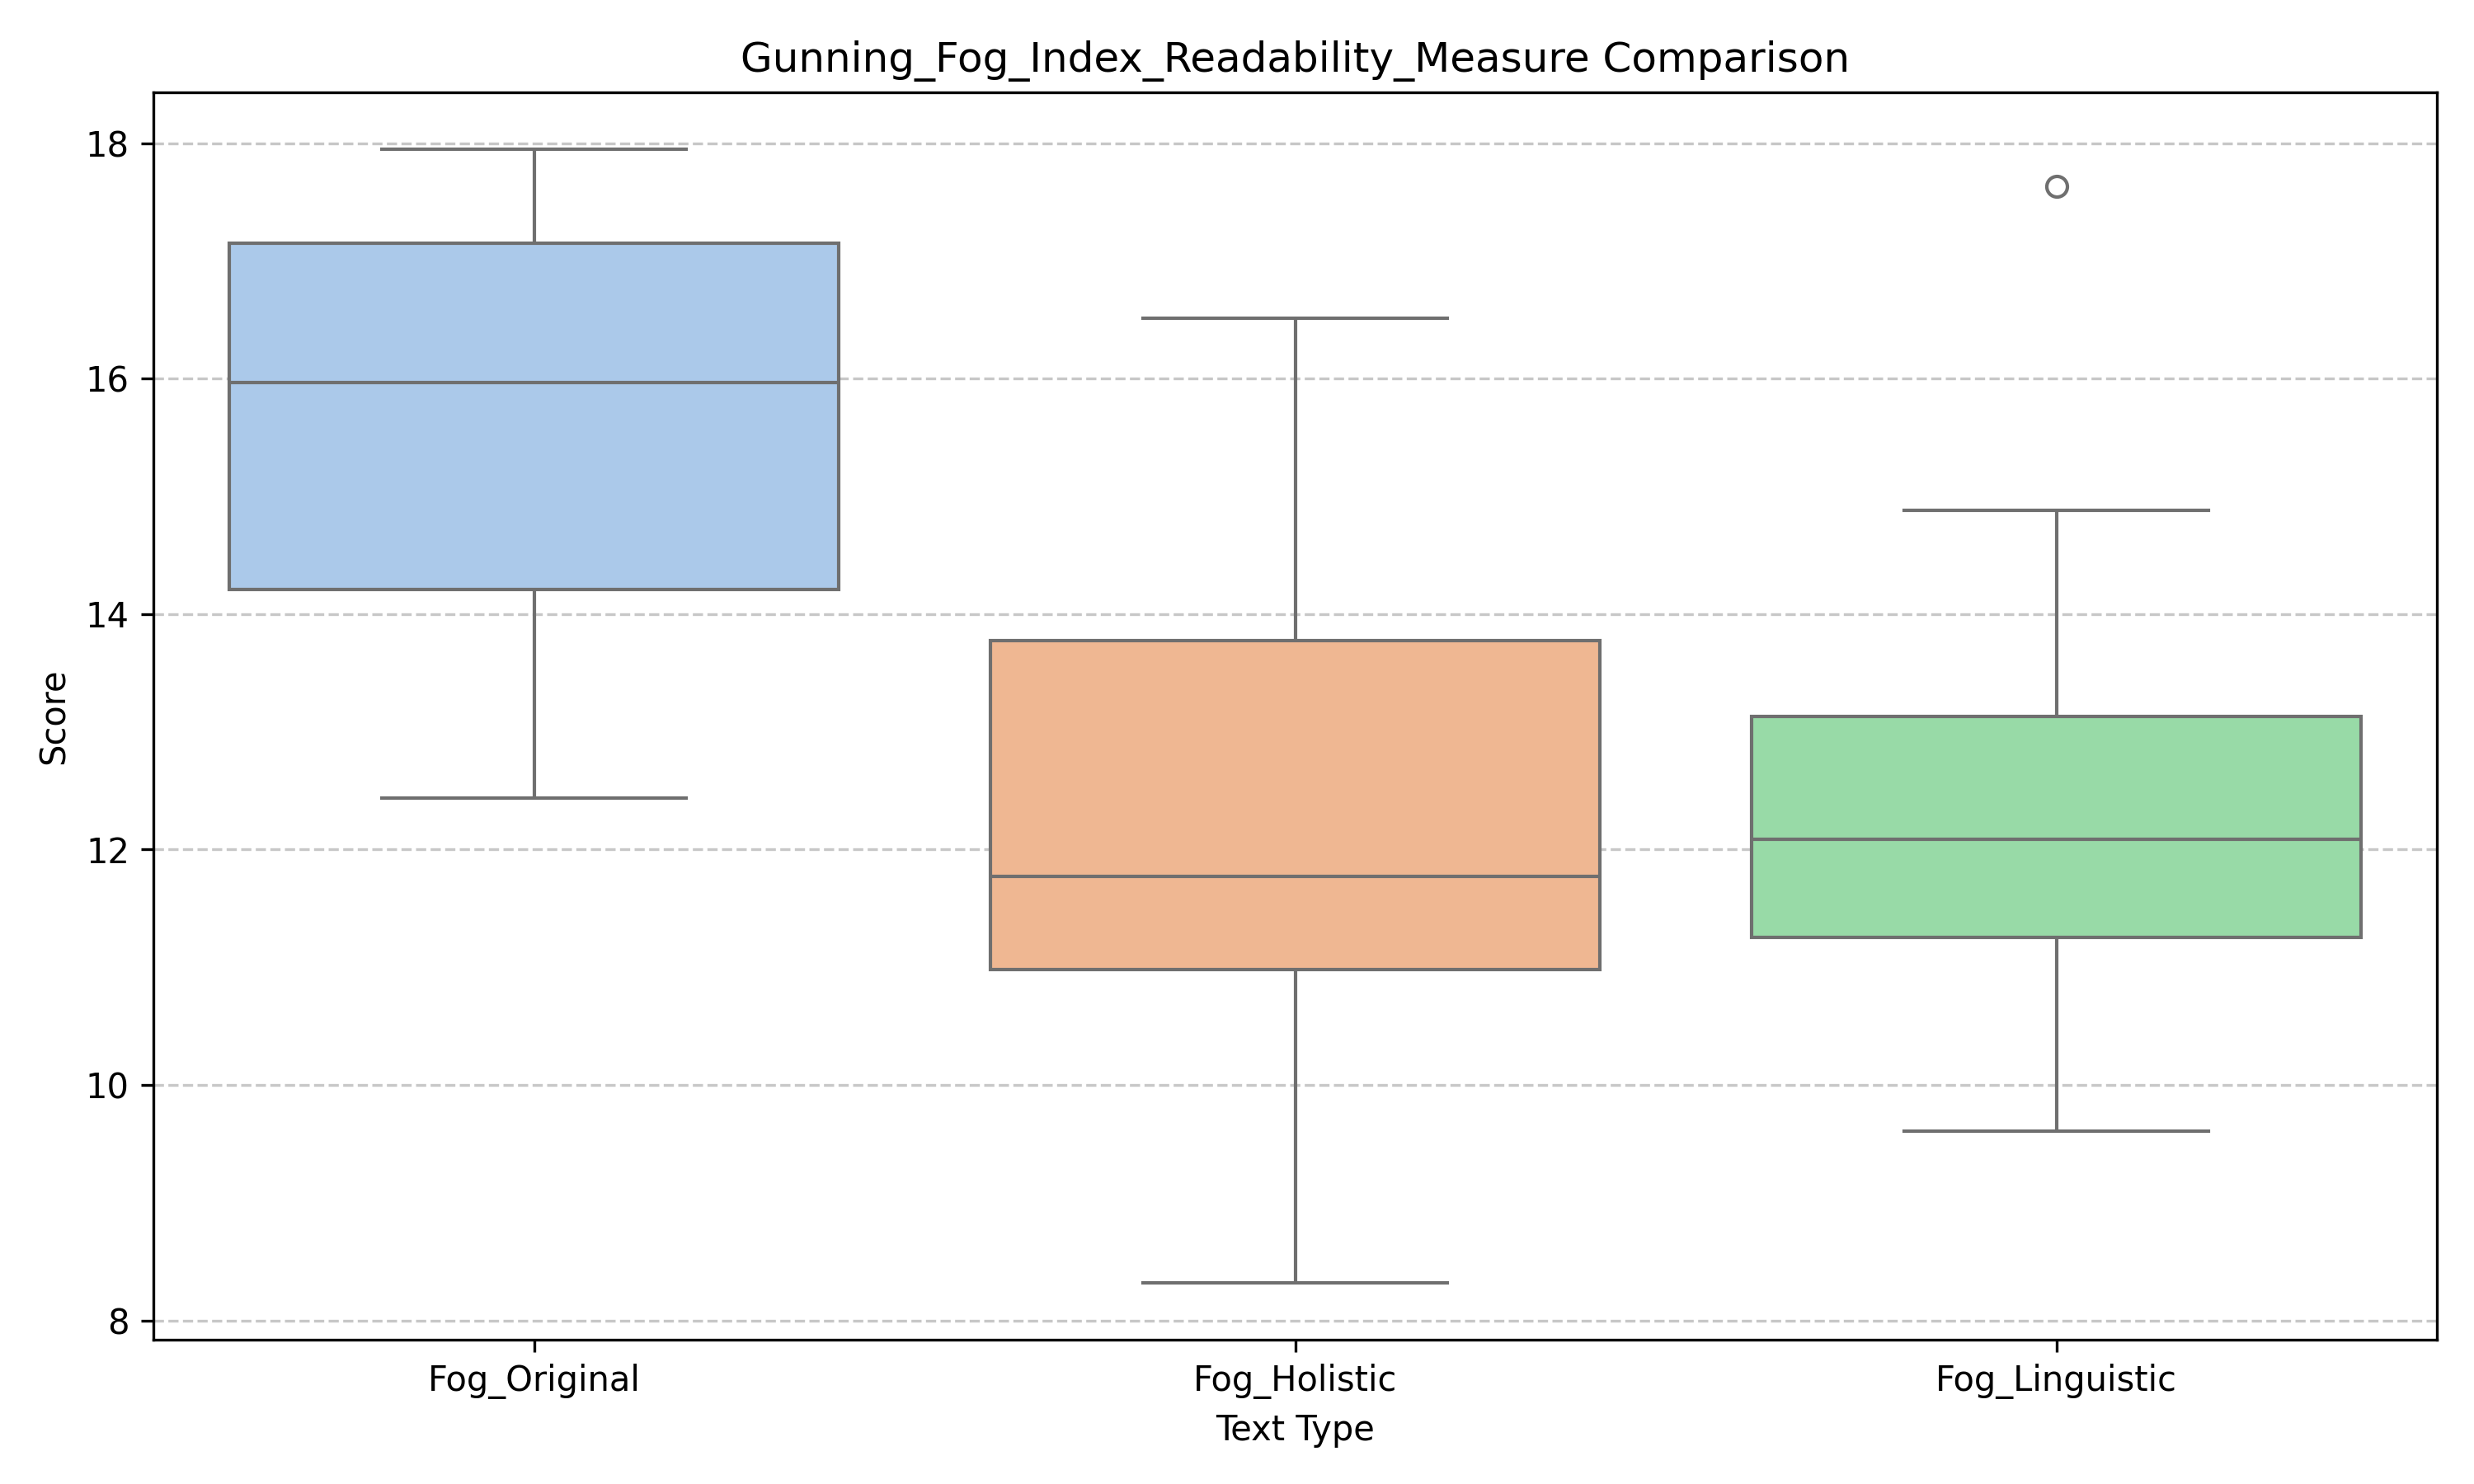 Gunning_Fog_Index_Readability_Measure Comparison
Score
18
16
14
12
10
8
Fog_Original
Fog_Holistic
Fog_Linguistic
Text Type